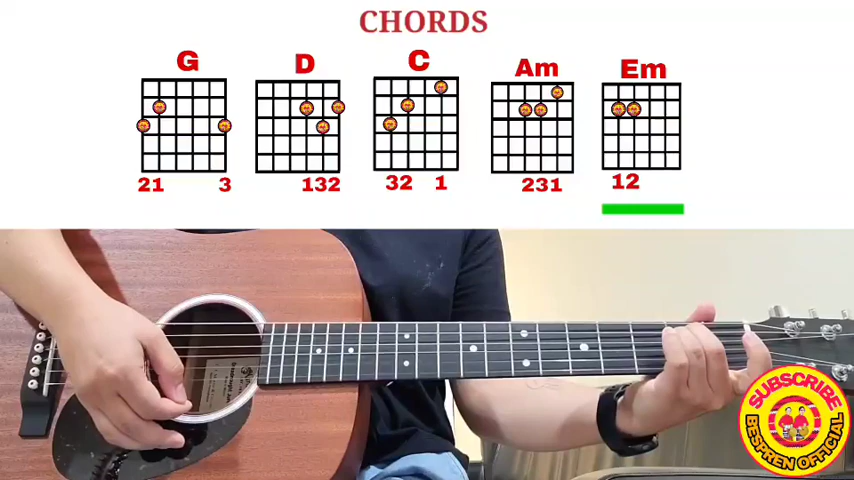 CHORDS
G D C Am Em
21 3 132 32 1 231 12
SUBSCRIBE
BESPREN OFFICIAL